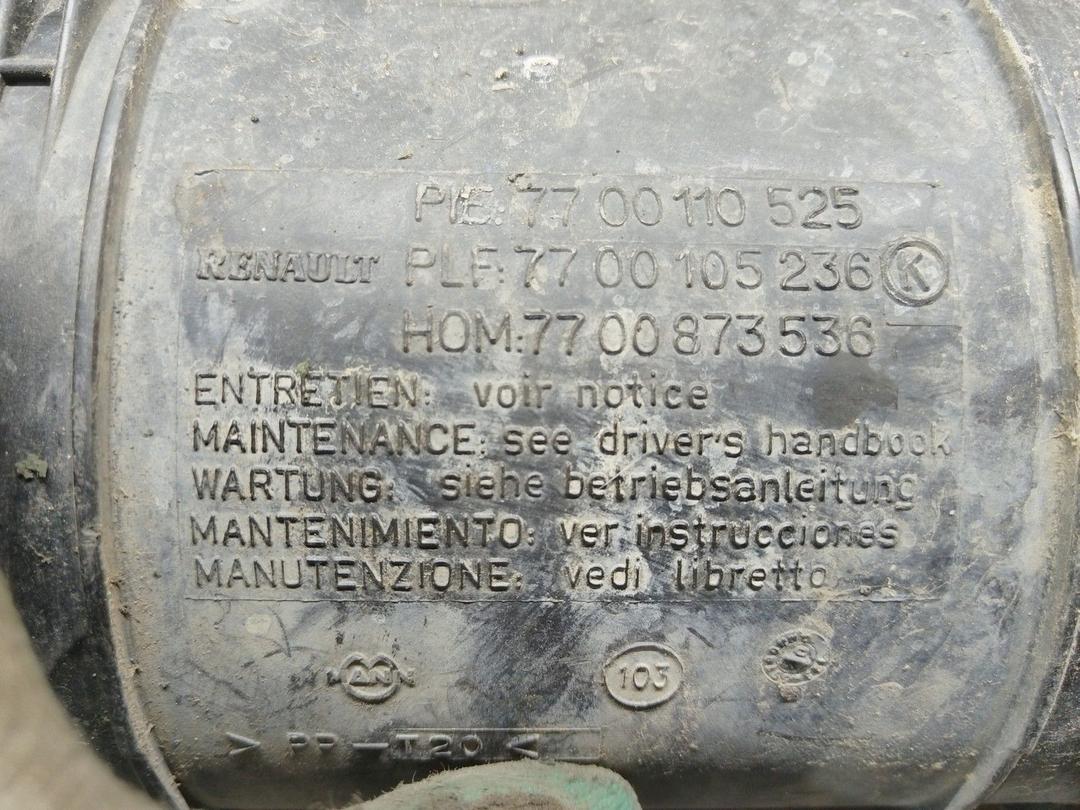 PIE: 77 00 110 525
RENAULT PLF: 77 00 105 236 K
HOM: 77 00 873 536
ENTRETIEN: voir notice
MAINTENANCE: see driver's handbook
WARTUNG: siehe betriebsanleitung
MANTENIMIENTO: ver instrucciones
MANUTENZIONE: vedi libretto
MANN 103
> PP-T20 <